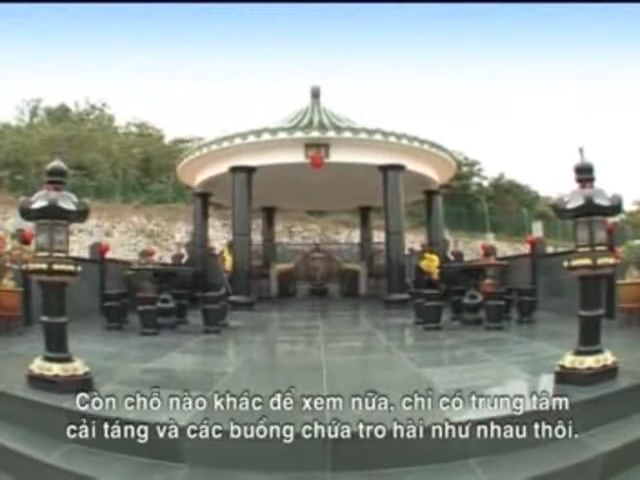 Còn chỗ nào khác để xem nữa, chỉ có trung tâm
cải táng và các buồng chứa tro hài như nhau thôi.